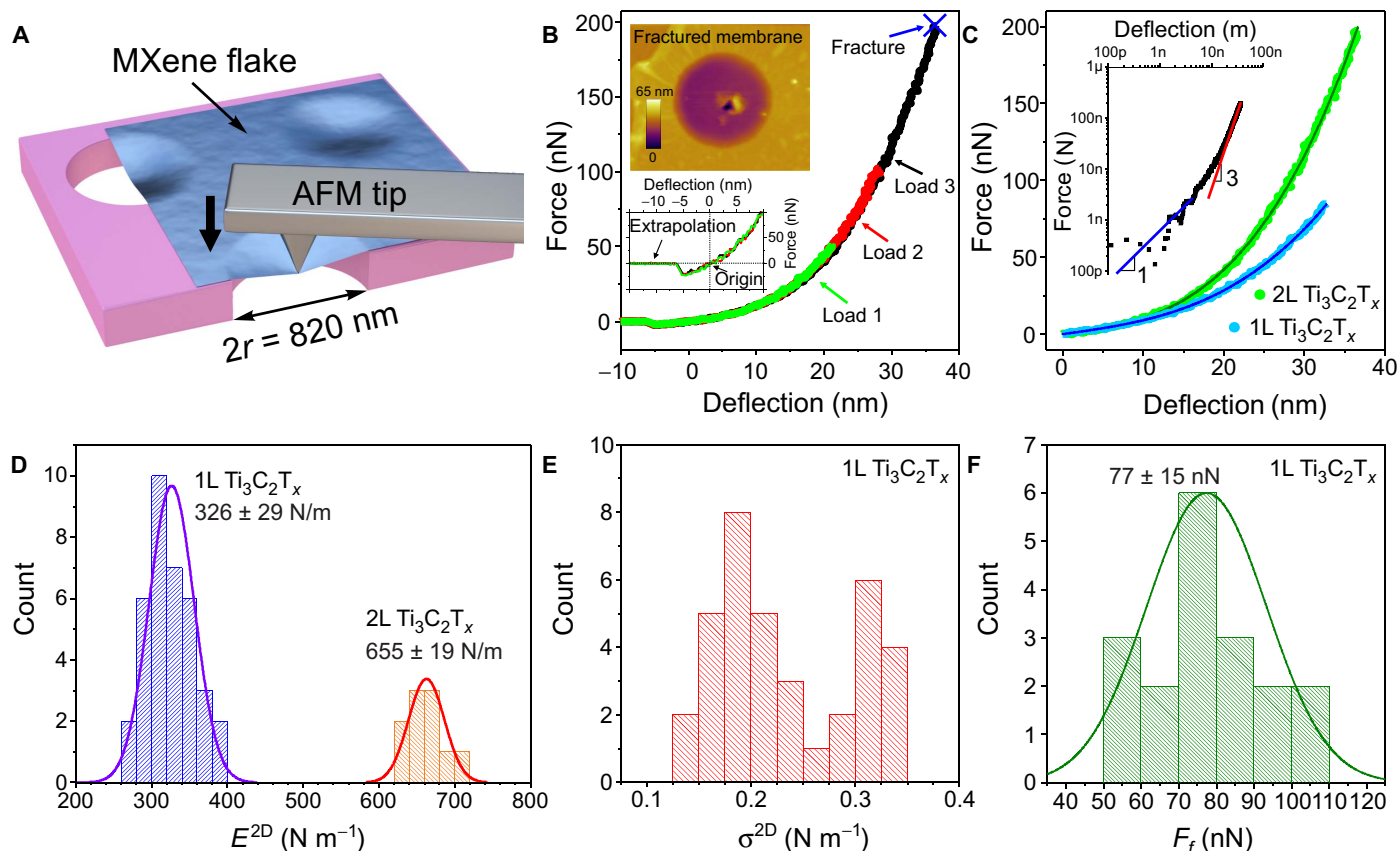 A
MXene flake
AFM tip
2r = 820 nm
B
200
150
100
50
0
Force (nN)
−10
0
10
20
30
40
Deflection (nm)
Fractured membrane
65 nm
0
Fracture
Load 3
Load 2
Load 1
Deflection (nm)
−10
−5
0
5
50
0
Force (nN)
Extrapolation
Origin
C
200
150
100
50
0
Force (nN)
0
10
20
30
40
Deflection (nm)
Deflection (m)
100p
1n
10n
100n
1µ
100n
10n
1n
100p
Force (N)
3
1
2L Ti₃C₂Tₓ
1L Ti₃C₂Tₓ
D
10
8
6
4
2
0
Count
200
300
400
500
600
700
800
E²ᴰ (N m⁻¹)
1L Ti₃C₂Tₓ
326 ± 29 N/m
2L Ti₃C₂Tₓ
655 ± 19 N/m
E
1L Ti₃C₂Tₓ
10
8
6
4
2
0
Count
0.1
0.2
0.3
0.4
σ²ᴰ (N m⁻¹)
F
77 ± 15 nN
1L Ti₃C₂Tₓ
7
6
5
4
3
2
1
0
Count
40
50
60
70
80
90
100
110
120
F_f (nN)